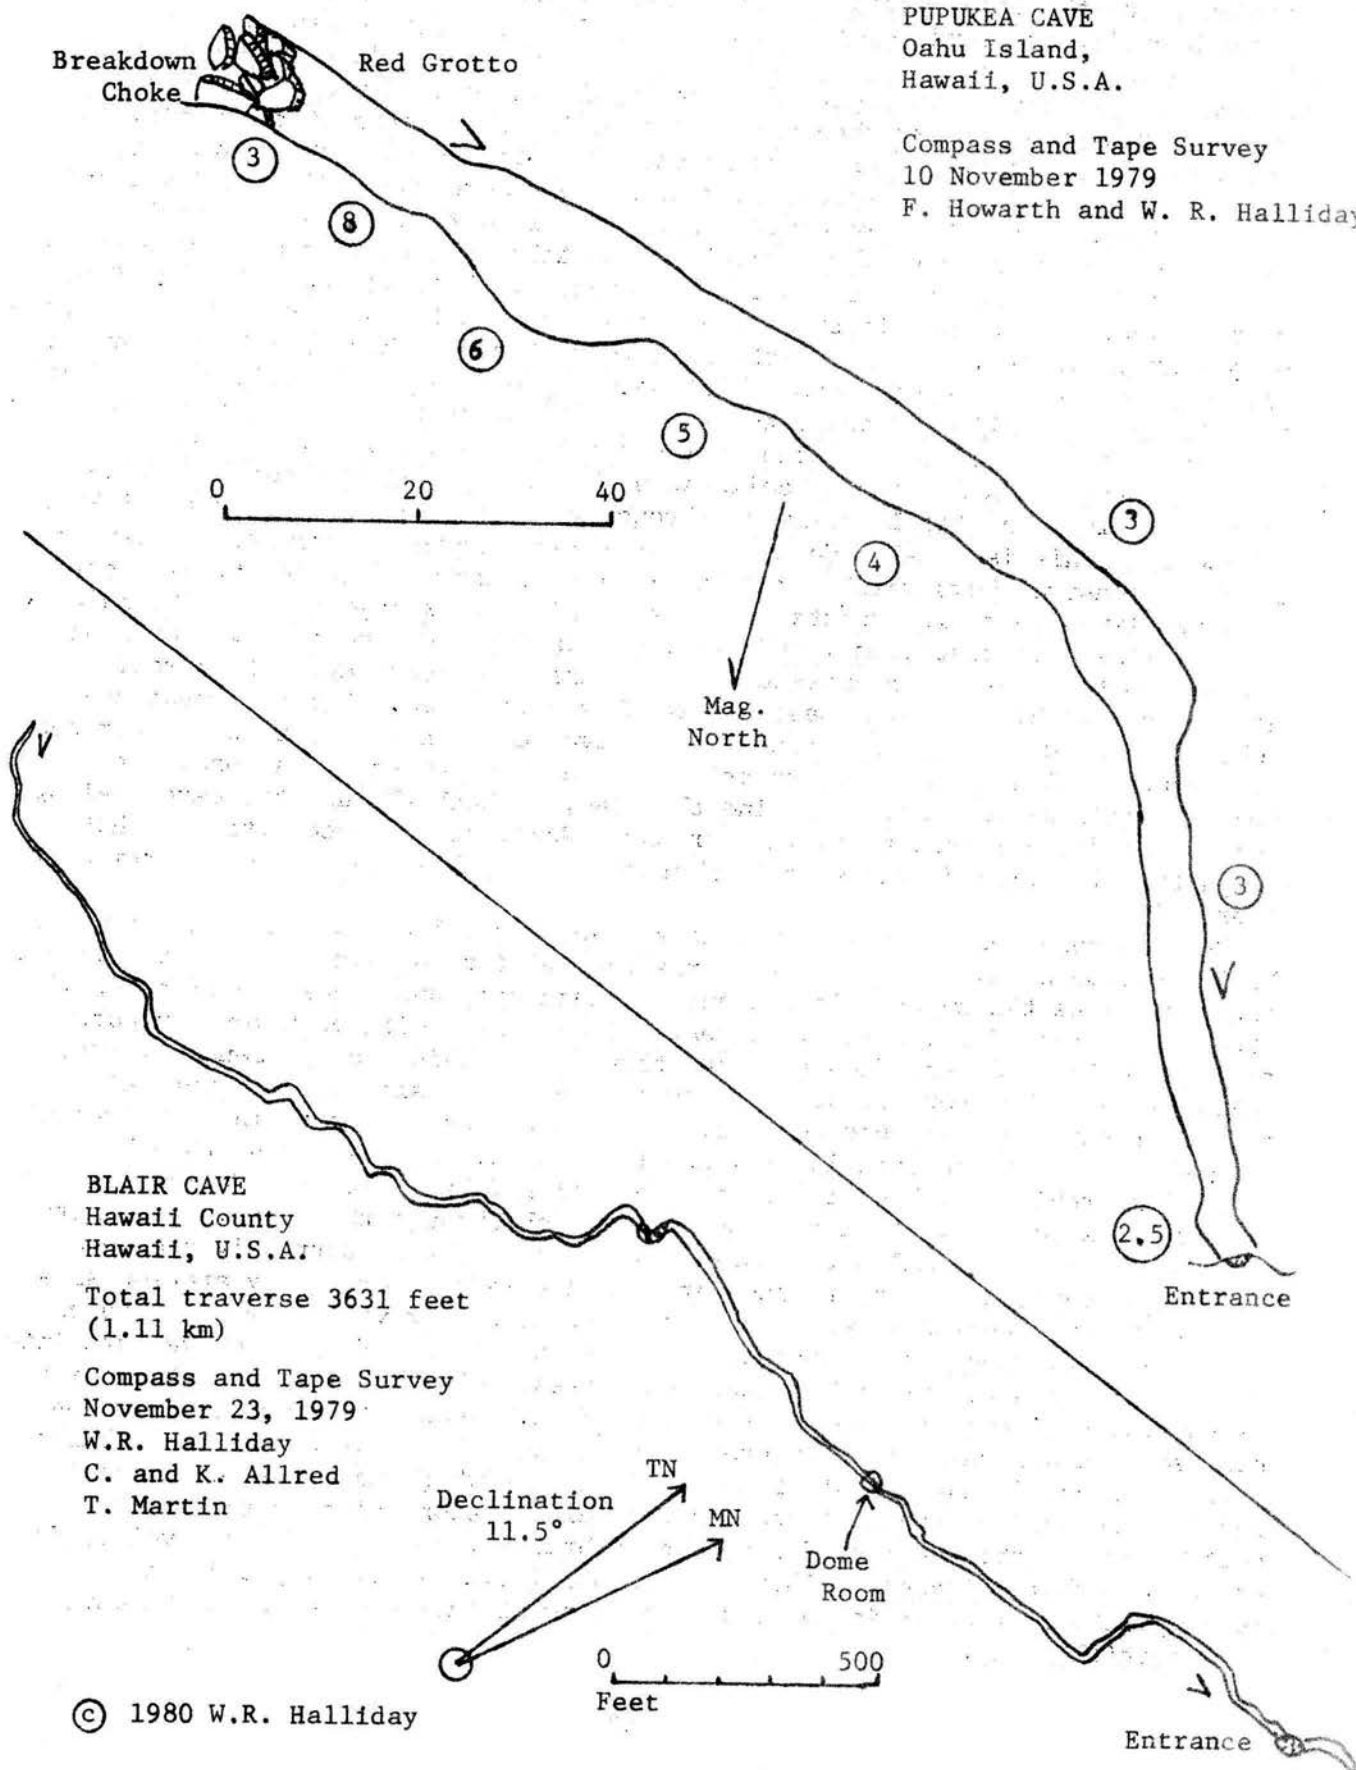 PUPUKEA CAVE
Oahu Island,
Hawaii, U.S.A.
Compass and Tape Survey
10 November 1979
F. Howarth and W. R. Halliday
Breakdown
Choke
Red Grotto
3
8
6
5
4
3
3
2.5
0 20 40
Mag.
North
Entrance
BLAIR CAVE
Hawaii County
Hawaii, U.S.A.
Total traverse 3631 feet
(1.11 km)
Compass and Tape Survey
November 23, 1979
W.R. Halliday
C. and K. Allred
T. Martin
Declination
11.5°
TN
MN
Dome
Room
0 500
Feet
Entrance
© 1980 W.R. Halliday